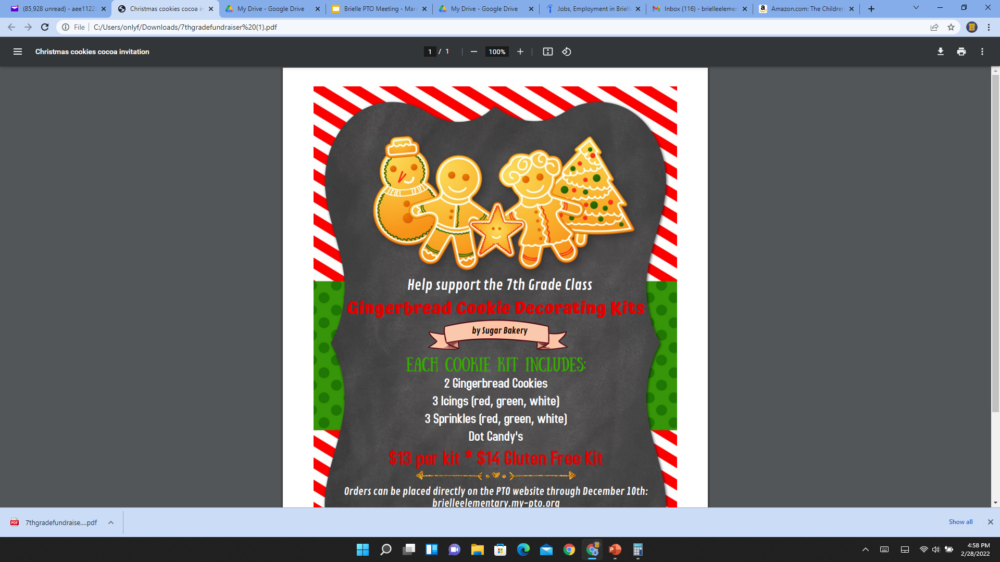 (85,928 unread) - aee1122
Christmas cookies cocoa in
My Drive - Google Drive
Brielle PTO Meeting - Marc
My Drive - Google Drive
Jobs, Employment in Briell
Inbox (116) - brielleelemen
Amazon.com: The Children
File
C:/Users/onlyf/Downloads/7thgradefundraiser%20(1).pdf
Christmas cookies cocoa invitation
1 / 1
100%
Help support the 7th Grade Class
Gingerbread Cookie Decorating Kits
by Sugar Bakery
EACH COOKIE KIT INCLUDES:
2 Gingerbread Cookies
3 Icings (red, green, white)
3 Sprinkles (red, green, white)
Dot Candy's
$13 per kit * $14 Gluten Free Kit
Orders can be placed directly on the PTO website through December 10th:
brielleelementary.my-pto.org
PDF
7thgradefundraise....pdf
Show all
4:58 PM
2/28/2022